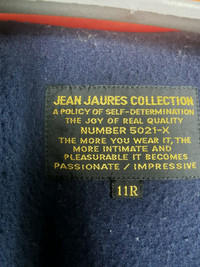 JEAN JAURES COLLECTION
A POLICY OF SELF-DETERMINATION
THE JOY OF REAL QUALITY
NUMBER 5021-X
THE MORE YOU WEAR IT, THE
MORE INTIMATE AND
PLEASURABLE IT BECOMES
PASSIONATE / IMPRESSIVE
11R